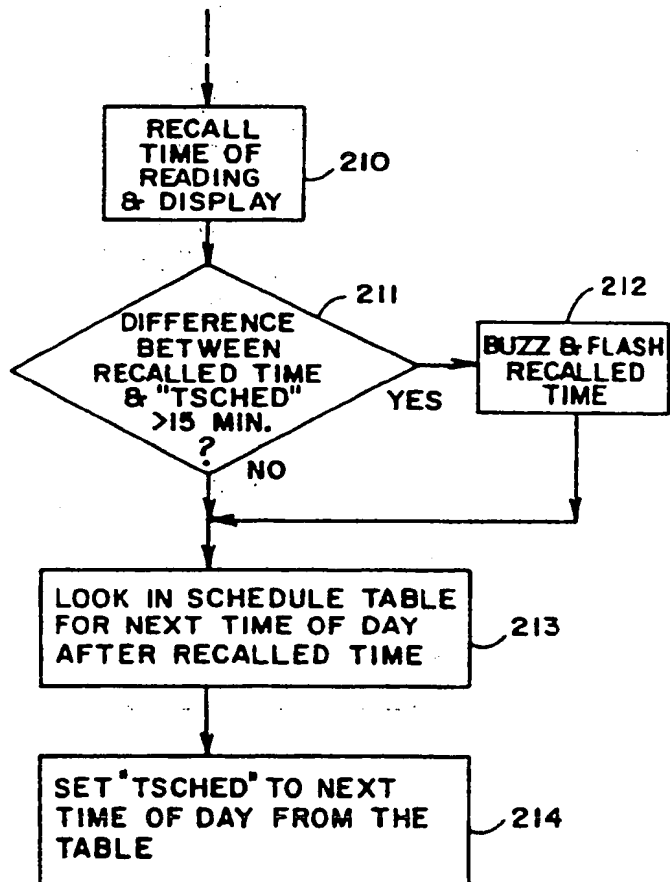 RECALL
TIME OF
READING
& DISPLAY
210
211
DIFFERENCE
BETWEEN
RECALLED TIME
& "TSCHED"
>15 MIN.
?
YES
NO
212
BUZZ & FLASH
RECALLED
TIME
LOOK IN SCHEDULE TABLE
FOR NEXT TIME OF DAY
AFTER RECALLED TIME
213
SET "TSCHED" TO NEXT
TIME OF DAY FROM THE
TABLE
214